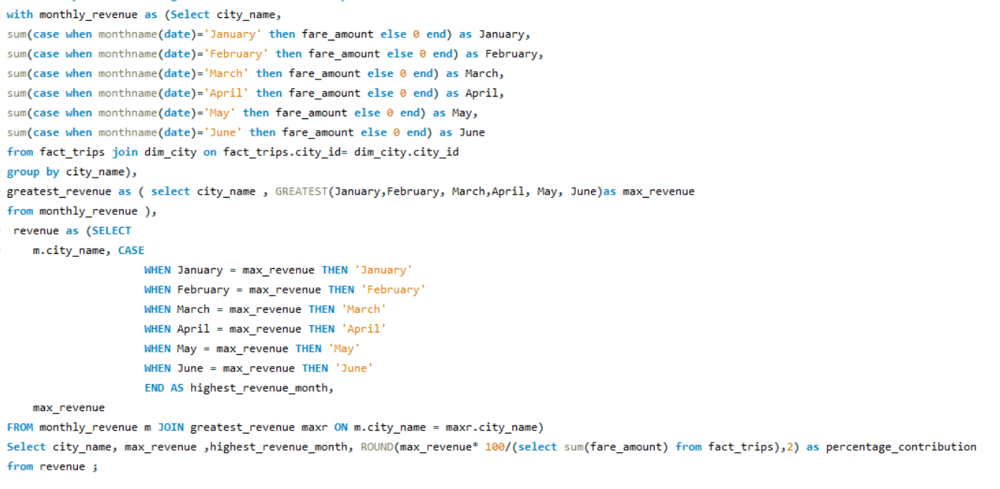 with monthly_revenue as (Select city_name,
sum(case when monthname(date)='January' then fare_amount else 0 end) as January,
sum(case when monthname(date)='February' then fare_amount else 0 end) as February,
sum(case when monthname(date)='March' then fare_amount else 0 end) as March,
sum(case when monthname(date)='April' then fare_amount else 0 end) as April,
sum(case when monthname(date)='May' then fare_amount else 0 end) as May,
sum(case when monthname(date)='June' then fare_amount else 0 end) as June
from fact_trips join dim_city on fact_trips.city_id= dim_city.city_id
group by city_name),
greatest_revenue as ( select city_name , GREATEST(January,February, March,April, May, June)as max_revenue
from monthly_revenue ),
revenue as (SELECT
m.city_name, CASE
WHEN January = max_revenue THEN 'January'
WHEN February = max_revenue THEN 'February'
WHEN March = max_revenue THEN 'March'
WHEN April = max_revenue THEN 'April'
WHEN May = max_revenue THEN 'May'
WHEN June = max_revenue THEN 'June'
END AS highest_revenue_month,
max_revenue
FROM monthly_revenue m JOIN greatest_revenue maxr ON m.city_name = maxr.city_name)
Select city_name, max_revenue ,highest_revenue_month, ROUND(max_revenue* 100/(select sum(fare_amount) from fact_trips),2) as percentage_contribution
from revenue ;